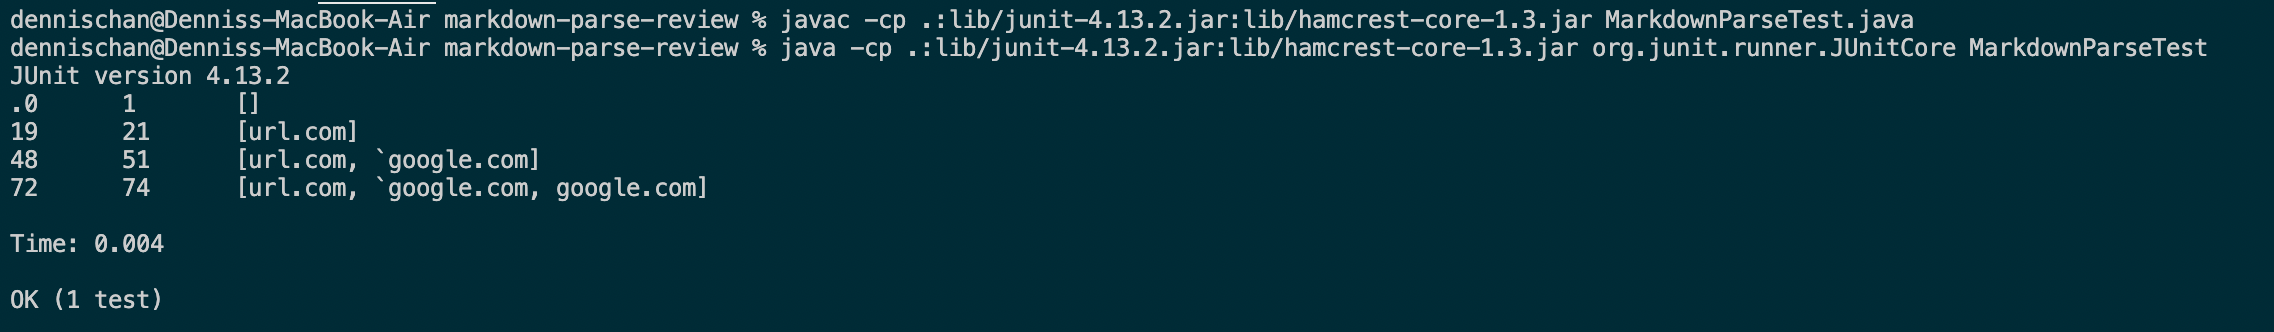 dennischan@Denniss-MacBook-Air markdown-parse-review % javac -cp .:lib/junit-4.13.2.jar:lib/hamcrest-core-1.3.jar MarkdownParseTest.java
dennischan@Denniss-MacBook-Air markdown-parse-review % java -cp .:lib/junit-4.13.2.jar:lib/hamcrest-core-1.3.jar org.junit.runner.JUnitCore MarkdownParseTest
JUnit version 4.13.2
.0      1       []
19      21      [url.com]
48      51      [url.com, `google.com]
72      74      [url.com, `google.com, google.com]
Time: 0.004
OK (1 test)